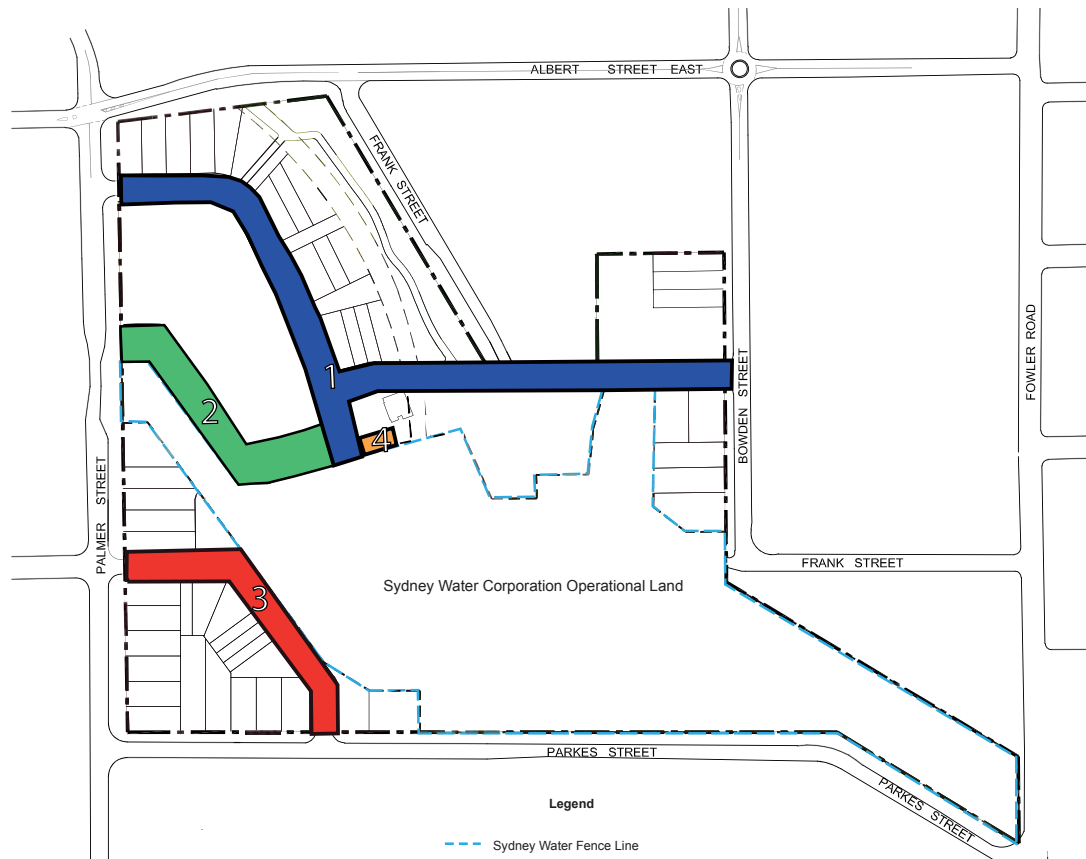 ALBERT STREET EAST
FRANK STREET
1
2
4
BOWDEN STREET
FOWLER ROAD
PALMER STREET
FRANK STREET
Sydney Water Corporation Operational Land
3
PARKES STREET
PARKES STREET
Legend
Sydney Water Fence Line